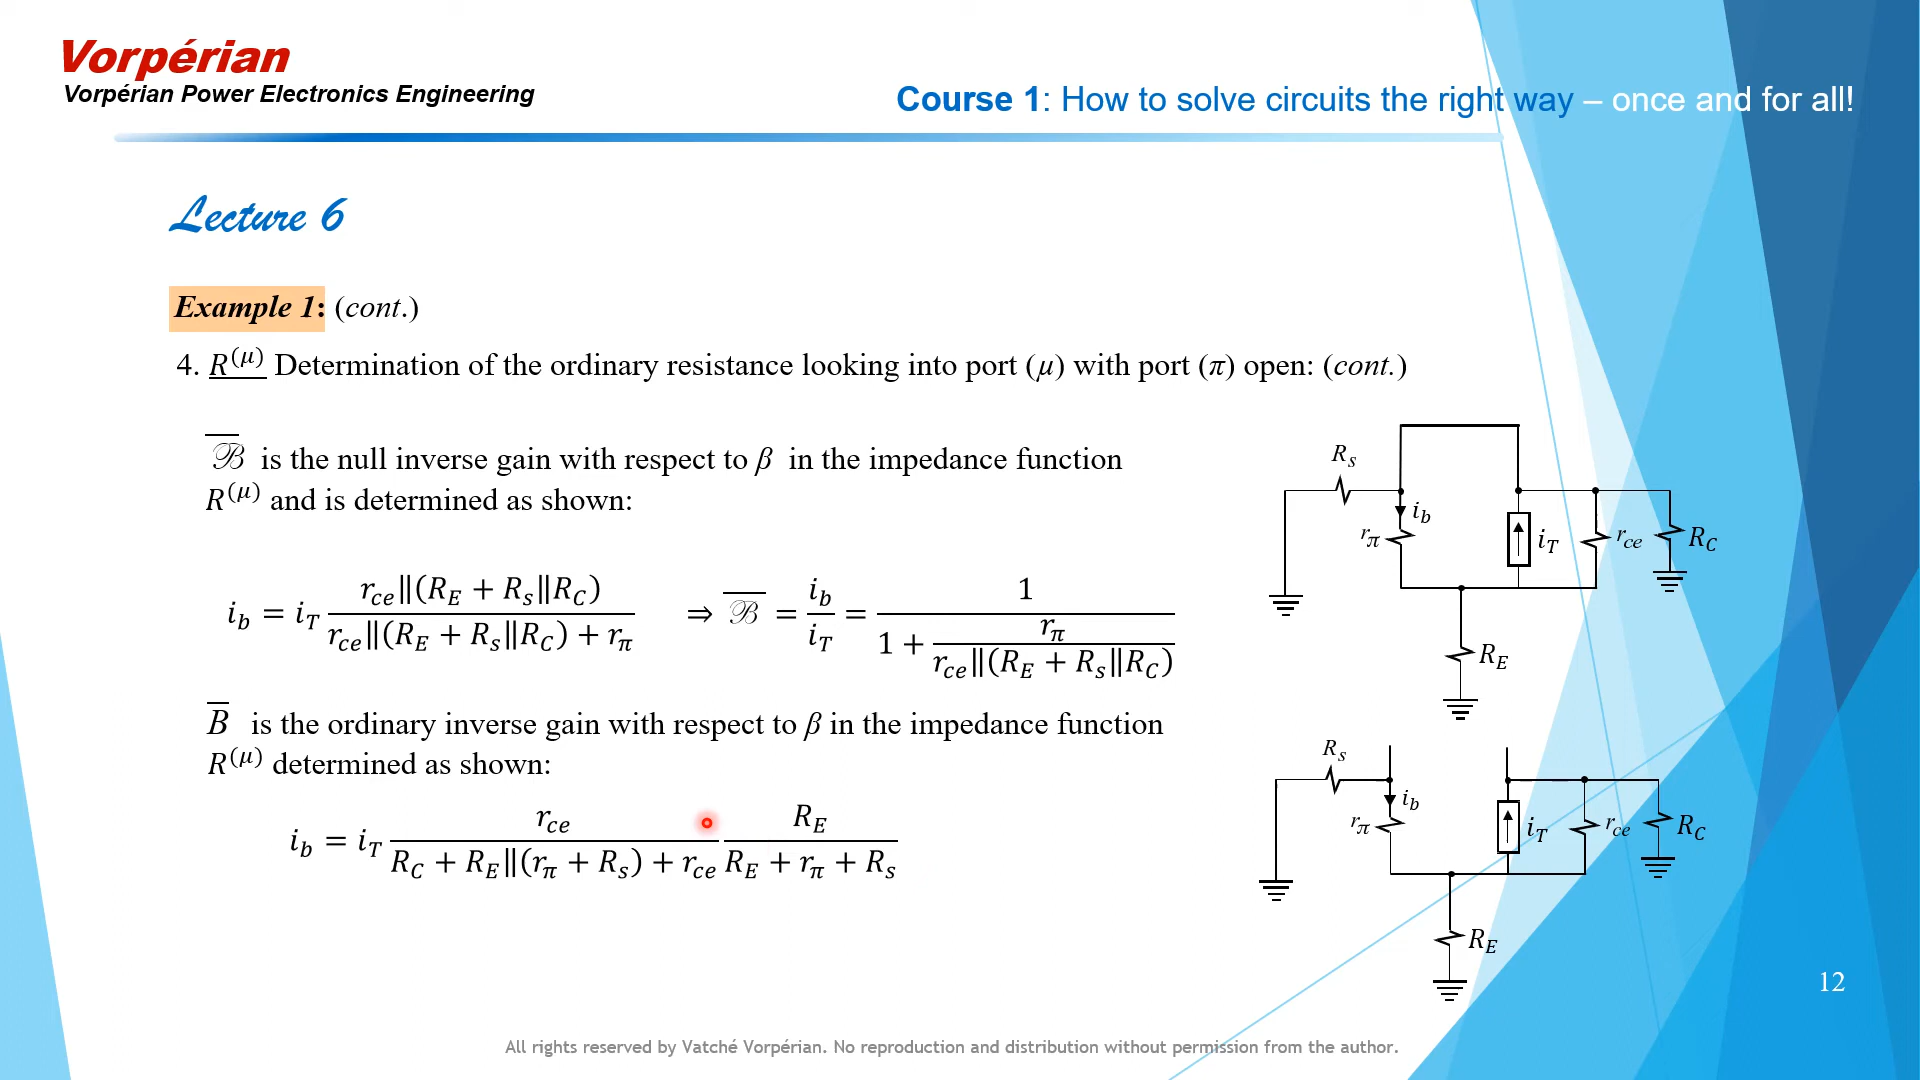 Vorpérian
Vorpérian Power Electronics Engineering
Course 1: How to solve circuits the right way – once and for all!
Lecture 6
Example 1: (cont.)
4. R^(μ) Determination of the ordinary resistance looking into port (μ) with port (π) open: (cont.)
ℬ̅ is the null inverse gain with respect to β in the impedance function
R^(μ) and is determined as shown:
i_b = i_T (r_ce∥(R_E + R_s∥R_C)) / (r_ce∥(R_E + R_s∥R_C) + r_π) ⇒ ℬ̅ = i_b / i_T = 1 / (1 + r_π / (r_ce∥(R_E + R_s∥R_C)))
B̅ is the ordinary inverse gain with respect to β in the impedance function
R^(μ) determined as shown:
i_b = i_T r_ce / (R_C + R_E∥(r_π + R_s) + r_ce) R_E / (R_E + r_π + R_s)
R_s
i_b
r_π
i_T
r_ce
R_C
R_E
R_s
i_b
r_π
i_T
r_ce
R_C
R_E
12
All rights reserved by Vatché Vorpérian. No reproduction and distribution without permission from the author.